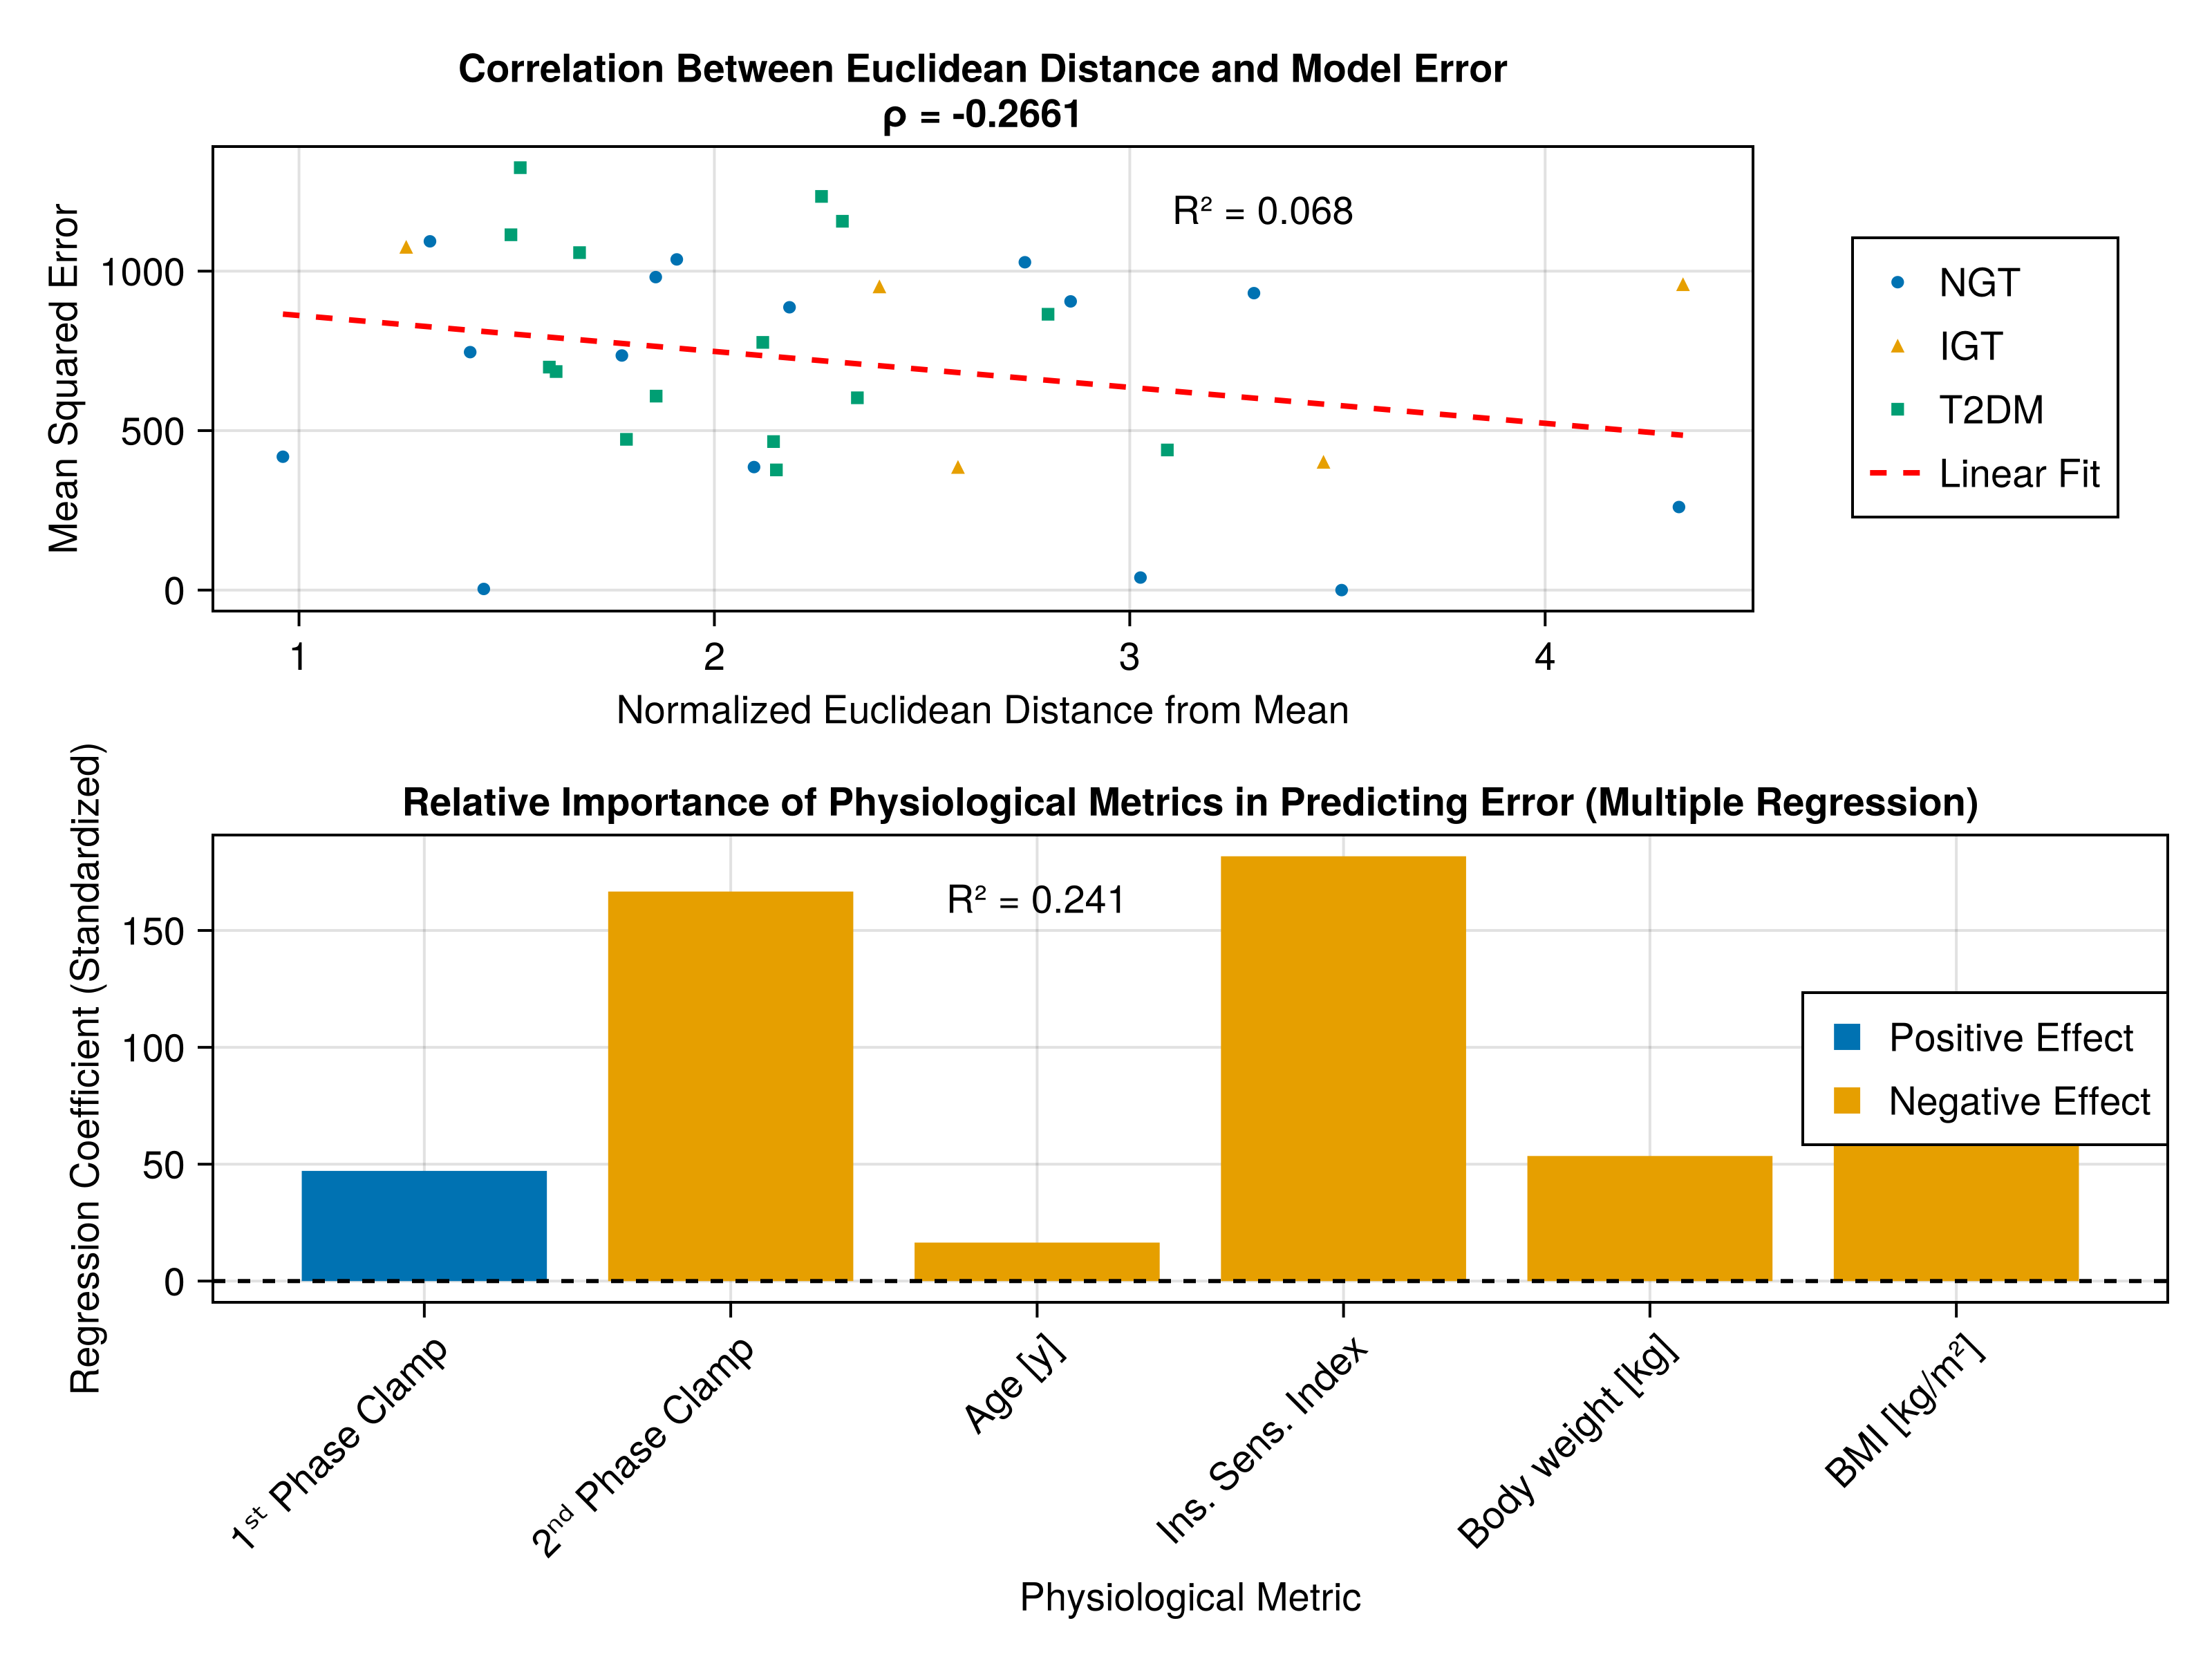 Correlation Between Euclidean Distance and Model Error
ρ = -0.2661
Mean Squared Error
1000
500
0
R² = 0.068
1
2
3
4
Normalized Euclidean Distance from Mean
NGT
IGT
T2DM
Linear Fit
Relative Importance of Physiological Metrics in Predicting Error (Multiple Regression)
Regression Coefficient (Standardized)
150
100
50
0
R² = 0.241
Positive Effect
Negative Effect
1ˢᵗ Phase Clamp
2ⁿᵈ Phase Clamp
Age [y]
Ins. Sens. Index
Body weight [kg]
BMI [kg/m²]
Physiological Metric